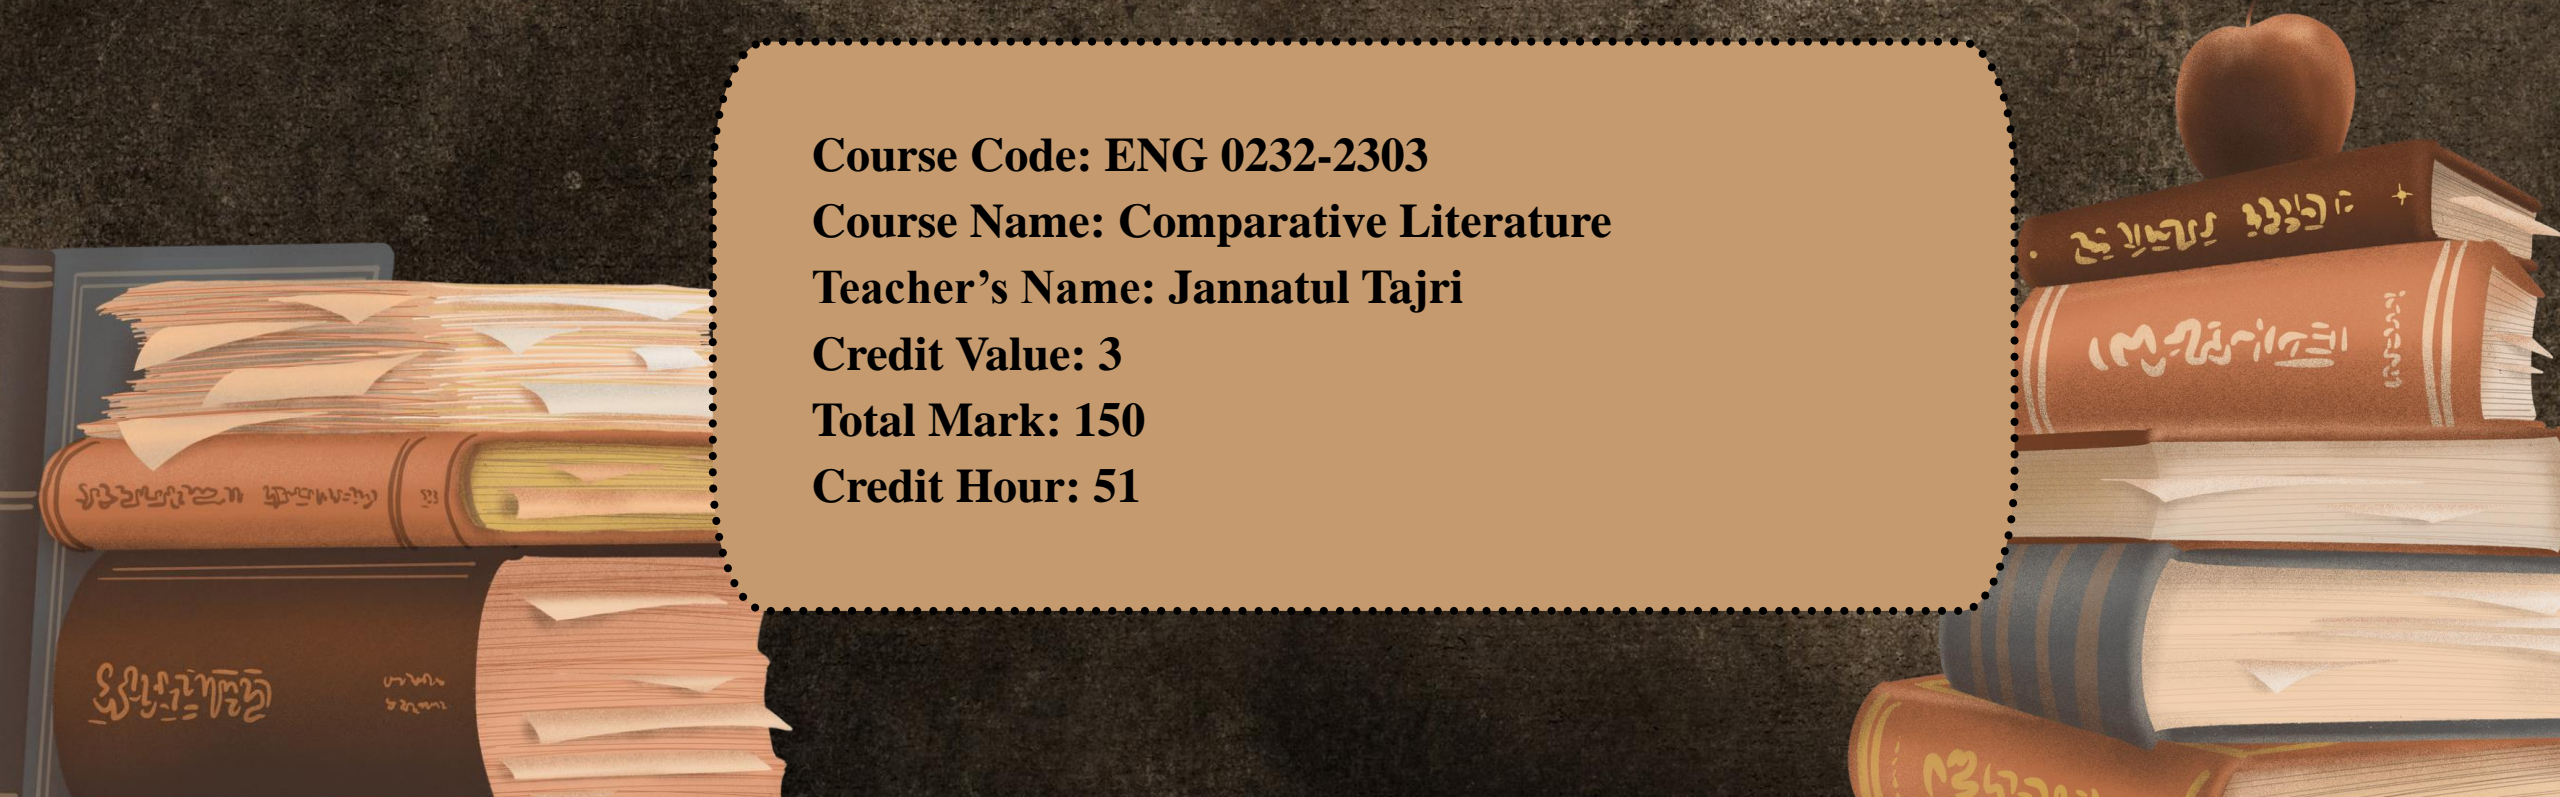 Course Code: ENG 0232-2303
Course Name: Comparative Literature
Teacher’s Name: Jannatul Tajri
Credit Value: 3
Total Mark: 150
Credit Hour: 51